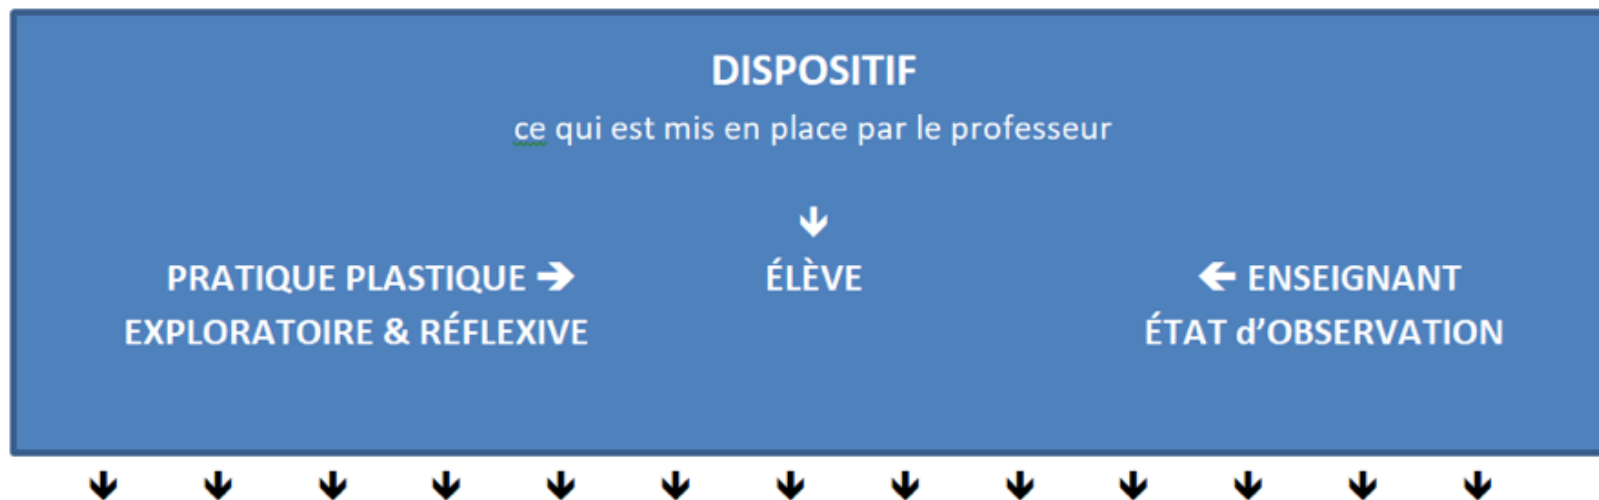 DISPOSITIF
ce qui est mis en place par le professeur
PRATIQUE PLASTIQUE → ÉLÈVE ← ENSEIGNANT
EXPLORATOIRE & RÉFLEXIVE ÉTAT d’OBSERVATION